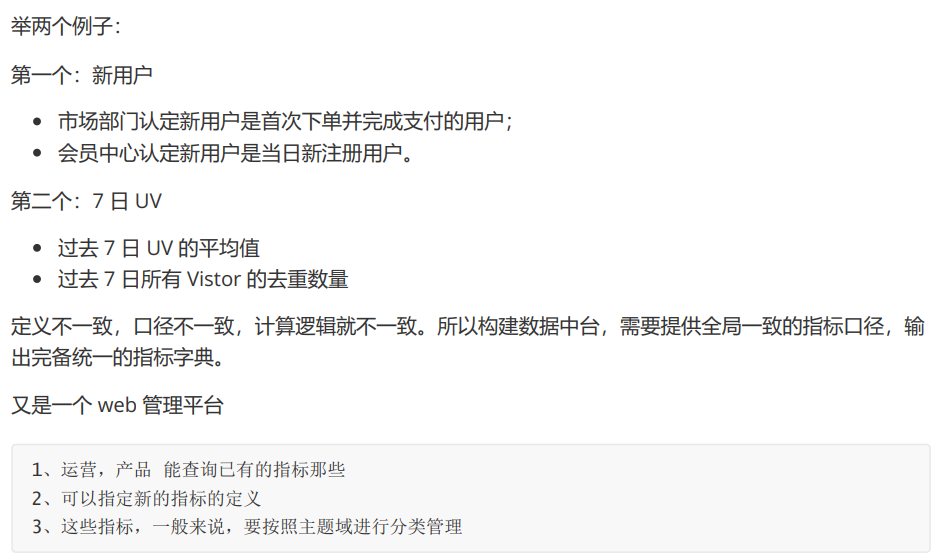 举两个例子：
第一个：新用户
• 市场部门认定新用户是首次下单并完成支付的用户；
• 会员中心认定新用户是当日新注册用户。
第二个：7 日 UV
• 过去 7 日 UV 的平均值
• 过去 7 日所有 Vistor 的去重数量
定义不一致，口径不一致，计算逻辑就不一致。所以构建数据中台，需要提供全局一致的指标口径，输
出完备统一的指标字典。
又是一个 web 管理平台
1、运营，产品 能查询已有的指标那些
2、可以指定新的指标的定义
3、这些指标，一般来说，要按照主题域进行分类管理